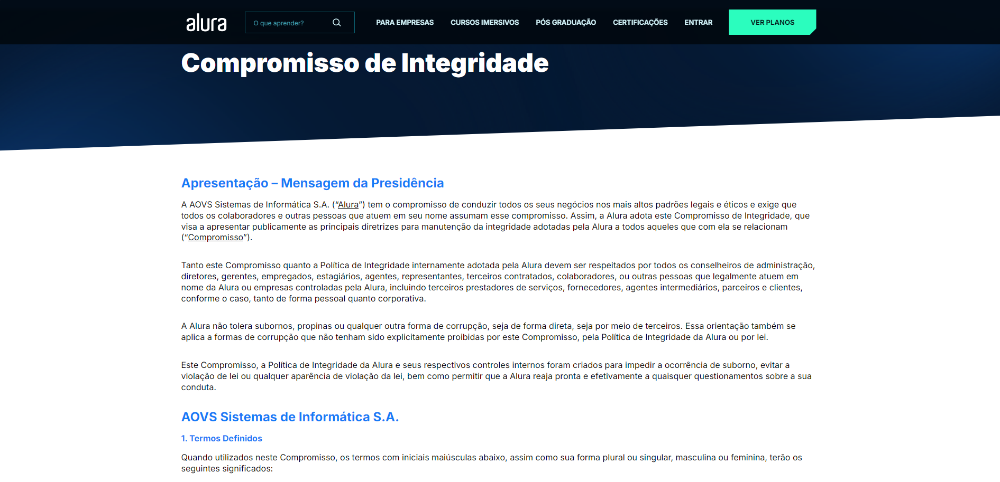 alura
O que aprender?
PARA EMPRESAS
CURSOS IMERSIVOS
PÓS GRADUAÇÃO
CERTIFICAÇÕES
ENTRAR
VER PLANOS
Compromisso de Integridade
Apresentação – Mensagem da Presidência
A AOVS Sistemas de Informática S.A. (“Alura”) tem o compromisso de conduzir todos os seus negócios nos mais altos padrões legais e éticos e exige que
todos os colaboradores e outras pessoas que atuem em seu nome assumam esse compromisso. Assim, a Alura adota este Compromisso de Integridade, que
visa a apresentar publicamente as principais diretrizes para manutenção da integridade adotadas pela Alura a todos aqueles que com ela se relacionam
(“Compromisso”).
Tanto este Compromisso quanto a Política de Integridade internamente adotada pela Alura devem ser respeitados por todos os conselheiros de administração,
diretores, gerentes, empregados, estagiários, agentes, representantes, terceiros contratados, colaboradores, ou outras pessoas que legalmente atuem em
nome da Alura ou empresas controladas pela Alura, incluindo terceiros prestadores de serviços, fornecedores, agentes intermediários, parceiros e clientes,
conforme o caso, tanto de forma pessoal quanto corporativa.
A Alura não tolera subornos, propinas ou qualquer outra forma de corrupção, seja de forma direta, seja por meio de terceiros. Essa orientação também se
aplica a formas de corrupção que não tenham sido explicitamente proibidas por este Compromisso, pela Política de Integridade da Alura ou por lei.
Este Compromisso, a Política de Integridade da Alura e seus respectivos controles internos foram criados para impedir a ocorrência de suborno, evitar a
violação de lei ou qualquer aparência de violação da lei, bem como permitir que a Alura reaja pronta e efetivamente a quaisquer questionamentos sobre a sua
conduta.
AOVS Sistemas de Informática S.A.
1. Termos Definidos
Quando utilizados neste Compromisso, os termos com iniciais maiúsculas abaixo, assim como sua forma plural ou singular, masculina ou feminina, terão os
seguintes significados: